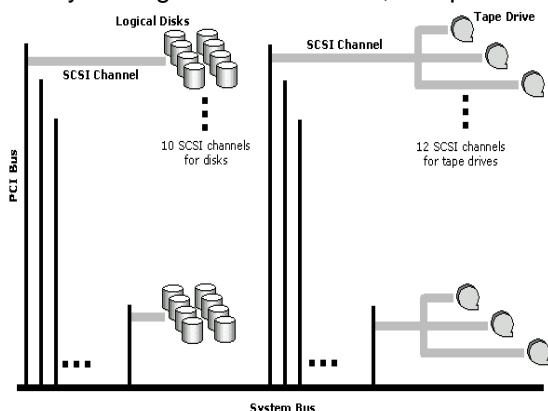 Logical Disks
Tape Drive
SCSI Channel
SCSI Channel
10 SCSI channels
for disks
12 SCSI channels
for tape drives
PCI Bus
System Bus